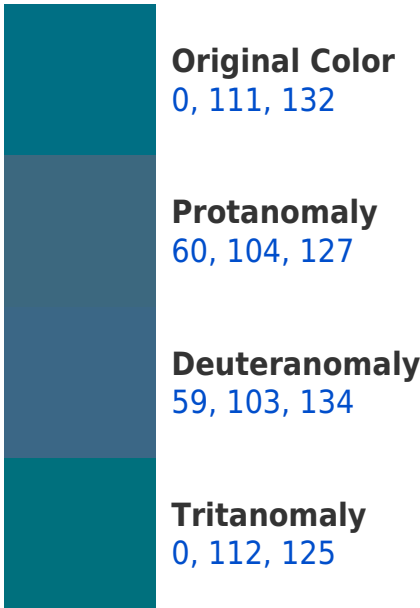 Original Color
0, 111, 132
Protanomaly
60, 104, 127
Deuteranomaly
59, 103, 134
Tritanomaly
0, 112, 125